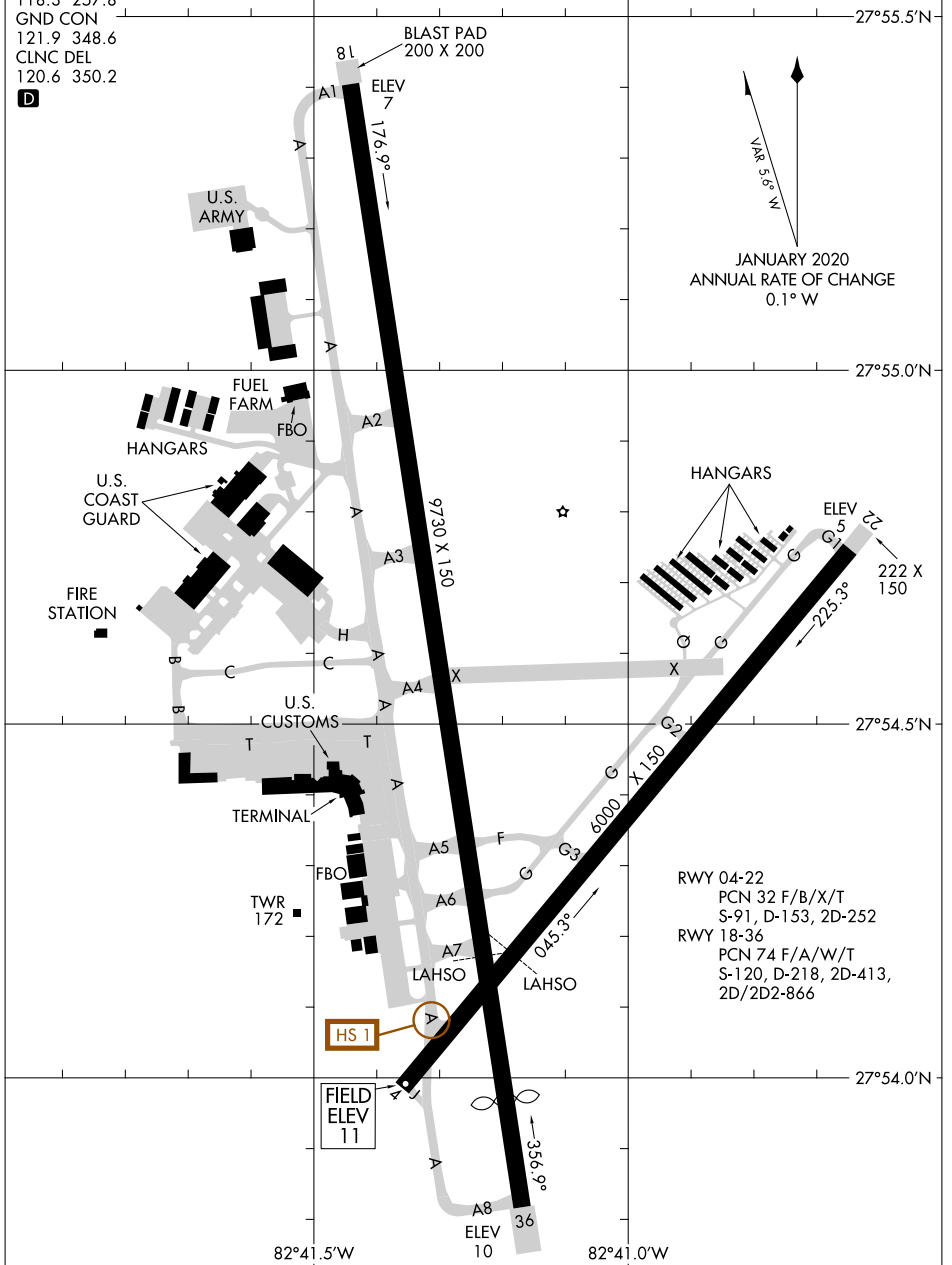 GND CON
121.9 348.6
CLNC DEL
120.6 350.2
D
27°55.5'N
BLAST PAD
200 X 200
18
ELEV
7
A1
A
176.9°
VAR 5.6° W
JANUARY 2020
ANNUAL RATE OF CHANGE
0.1° W
U.S.
ARMY
A
27°55.0'N
FUEL
FARM
FBO
A2
HANGARS
U.S.
COAST
GUARD
A
9730 X 150
HANGARS
ELEV
5
22
G1
G
222 X
150
A3
225.3°
FIRE
STATION
H
Q
G
B
C
C
A
X
X
A4
B
A
U.S.
CUSTOMS
G2
27°54.5'N
T
T
A
G
6000 X 150
TERMINAL
A5
F
G3
FBO
G
A6
TWR
172
RWY 04-22
PCN 32 F/B/X/T
S-91, D-153, 2D-252
RWY 18-36
PCN 74 F/A/W/T
S-120, D-218, 2D-413,
2D/2D2-866
045.3°
A7
LAHSO
LAHSO
HS 1
A
27°54.0'N
FIELD
ELEV
11
4
J
A
356.9°
A8
36
ELEV
10
82°41.5'W
82°41.0'W